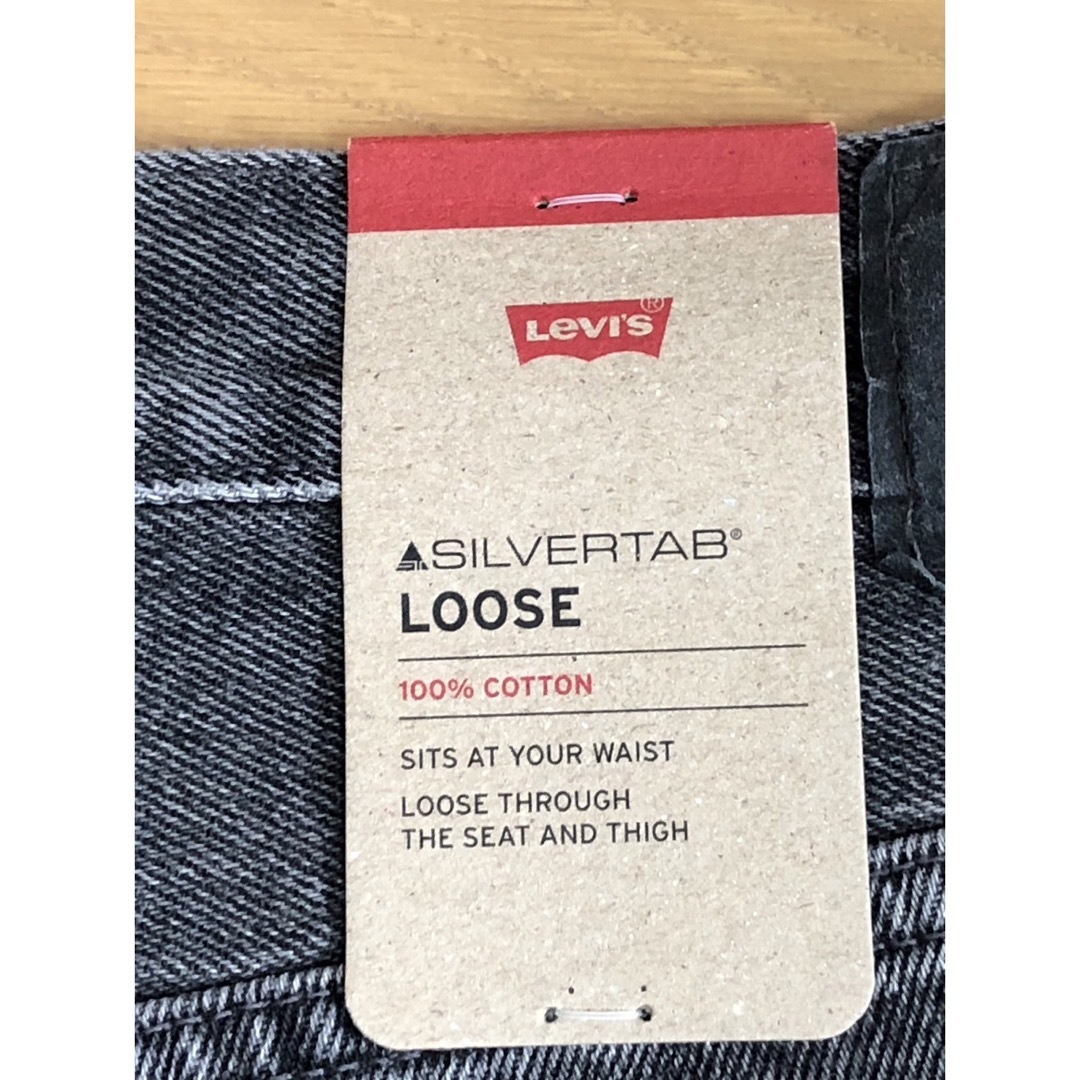 Levi's®
SILVERTAB®
LOOSE
100% COTTON
SITS AT YOUR WAIST
LOOSE THROUGH
THE SEAT AND THIGH